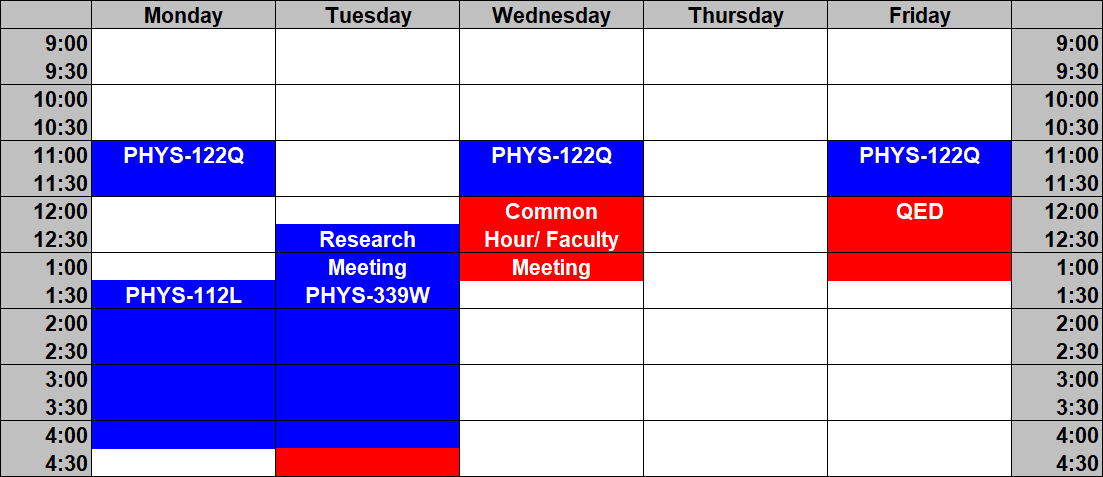 Monday Tuesday Wednesday Thursday Friday
9:00 9:00
9:30 9:30
10:00 10:00
10:30 10:30
11:00 PHYS-122Q PHYS-122Q PHYS-122Q 11:00
11:30 11:30
12:00 Common QED 12:00
12:30 Research Hour/ Faculty 12:30
1:00 Meeting Meeting 1:00
1:30 PHYS-112L PHYS-339W 1:30
2:00 2:00
2:30 2:30
3:00 3:00
3:30 3:30
4:00 4:00
4:30 4:30